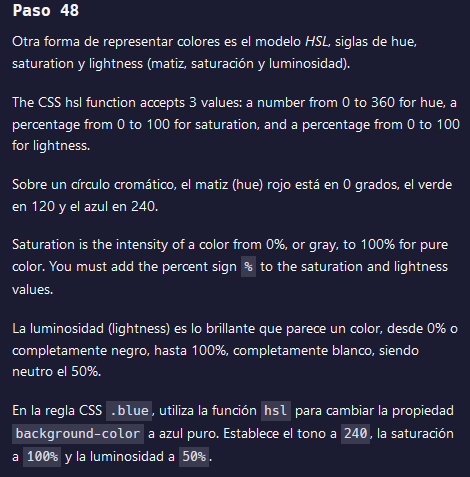 Paso 48
Otra forma de representar colores es el modelo HSL, siglas de hue,
saturation y lightness (matiz, saturación y luminosidad).
The CSS hsl function accepts 3 values: a number from 0 to 360 for hue, a
percentage from 0 to 100 for saturation, and a percentage from 0 to 100
for lightness.
Sobre un círculo cromático, el matiz (hue) rojo está en 0 grados, el verde
en 120 y el azul en 240.
Saturation is the intensity of a color from 0%, or gray, to 100% for pure
color. You must add the percent sign % to the saturation and lightness
values.
La luminosidad (lightness) es lo brillante que parece un color, desde 0% o
completamente negro, hasta 100%, completamente blanco, siendo
neutro el 50%.
En la regla CSS .blue, utiliza la función hsl para cambiar la propiedad
background-color a azul puro. Establece el tono a 240, la saturación
a 100% y la luminosidad a 50%.